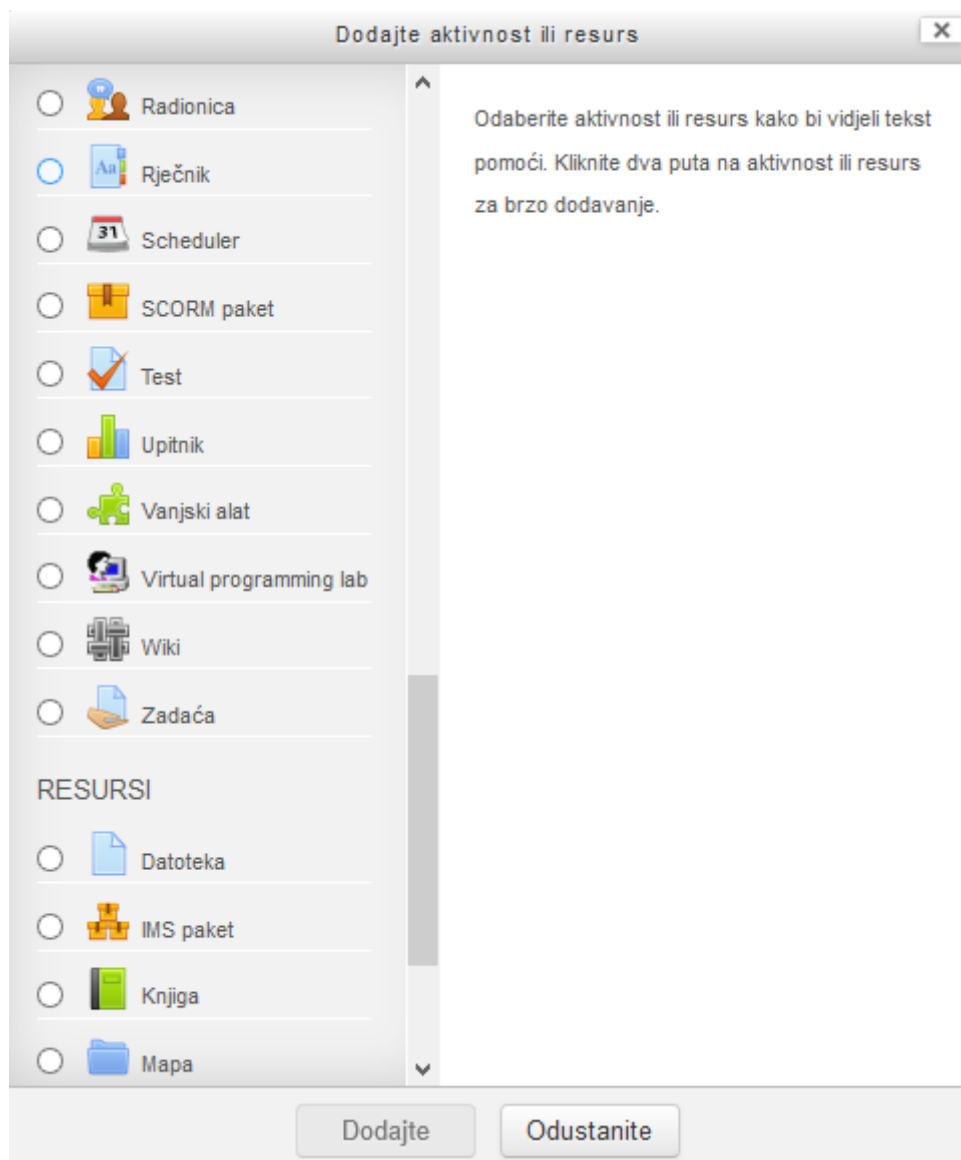 Dodajte aktivnost ili resurs
Radionica
Rječnik
Scheduler
SCORM paket
Test
Upitnik
Vanjski alat
Virtual programming lab
Wiki
Zadaća
RESURSI
Datoteka
IMS paket
Knjiga
Mapa
Odaberite aktivnost ili resurs kako bi vidjeli tekst
pomoći. Kliknite dva puta na aktivnost ili resurs
za brzo dodavanje.
Dodajte
Odustanite